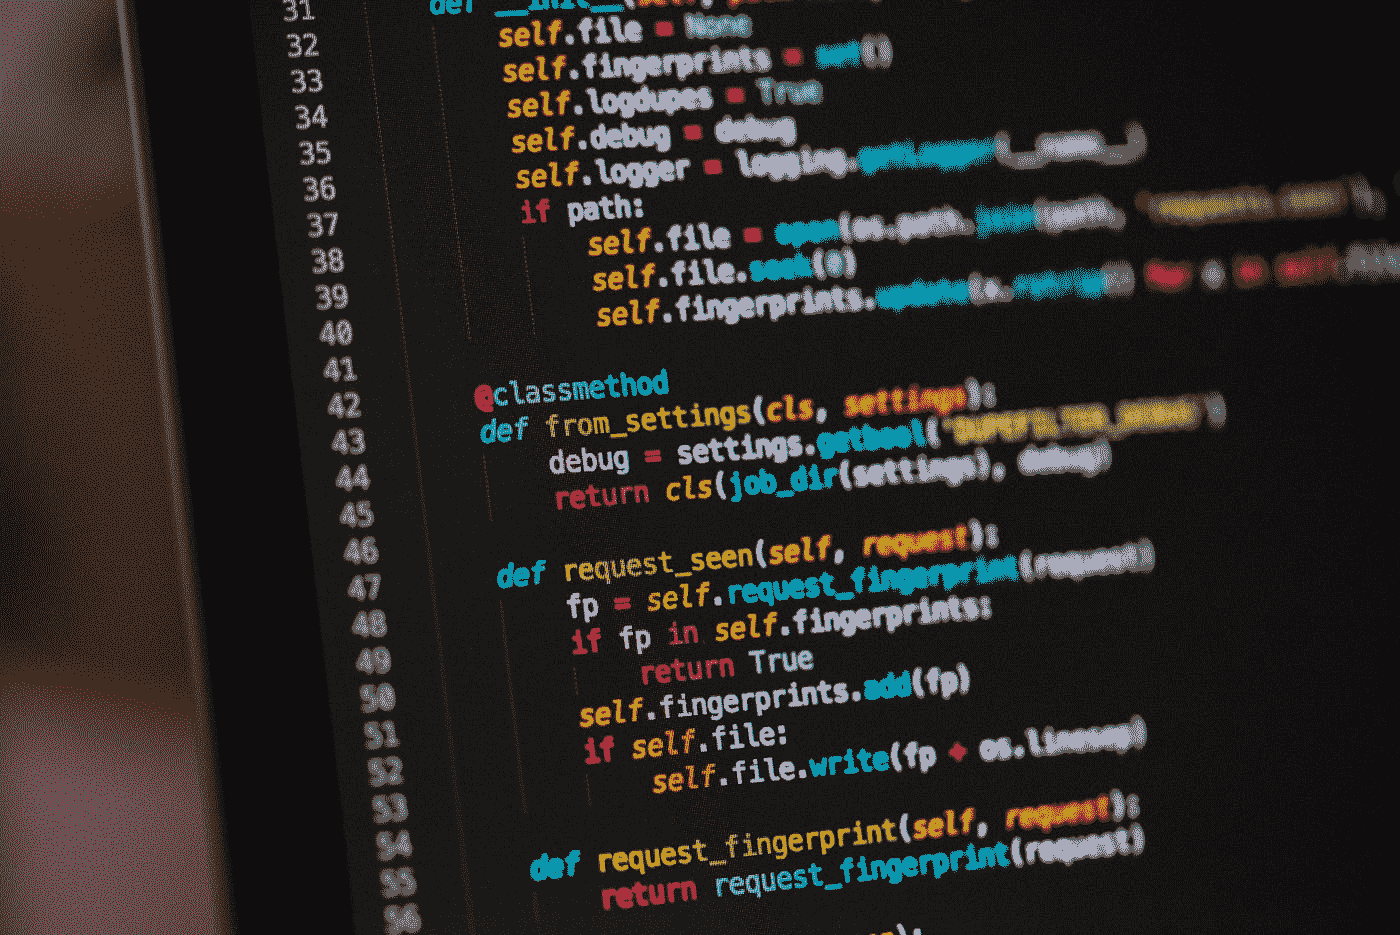 31 def __init__(self,
32 self.file = None
33 self.fingerprints = set()
34 self.logdupes = True
35 self.debug = debug
36 self.logger = logging.getLogger(__name__)
37 if path:
38 self.file = open(os.path.join(path,
39 self.file.seek(0)
40 self.fingerprints.update(
41
42 @classmethod
43 def from_settings(cls, settings):
44 debug = settings.getbool(
45 return cls(job_dir(settings), debug)
46
47 def request_seen(self, request):
48 fp = self.request_fingerprint(request)
49 if fp in self.fingerprints:
50 return True
51 self.fingerprints.add(fp)
52 if self.file:
53 self.file.write(fp + os.linesep)
54
55 def request_fingerprint(self, request):
56 return request_fingerprint(request)